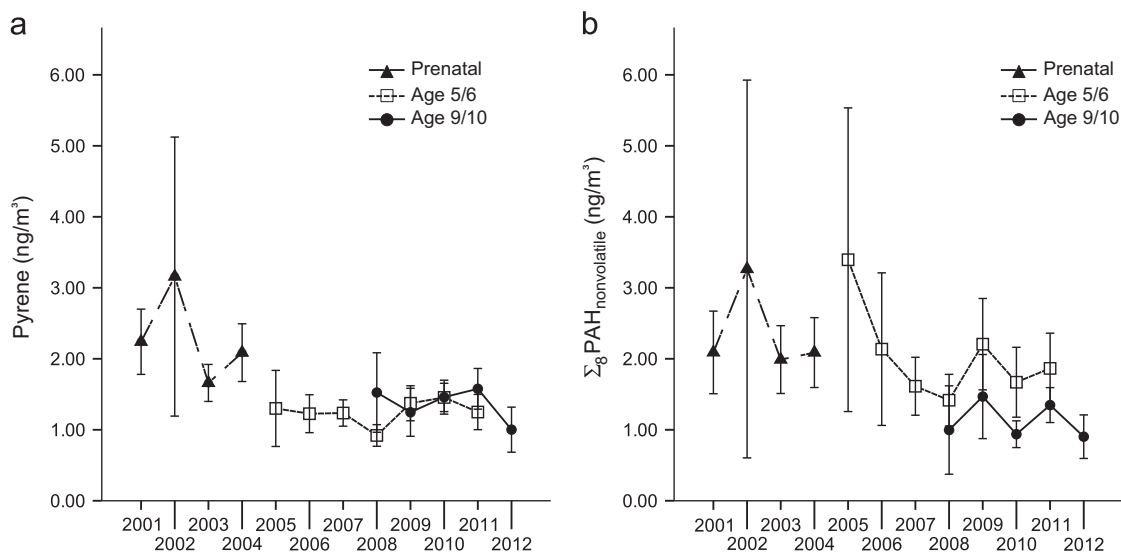 a
Pyrene (ng/m³)
6.00
5.00
4.00
3.00
2.00
1.00
0.00
Prenatal
Age 5/6
Age 9/10
2001 2003 2005 2007 2009 2011
2002 2004 2006 2008 2010 2012
b
Σ8 PAHnonvolatile (ng/m³)
6.00
5.00
4.00
3.00
2.00
1.00
0.00
Prenatal
Age 5/6
Age 9/10
2001 2003 2005 2007 2009 2011
2002 2004 2006 2008 2010 2012